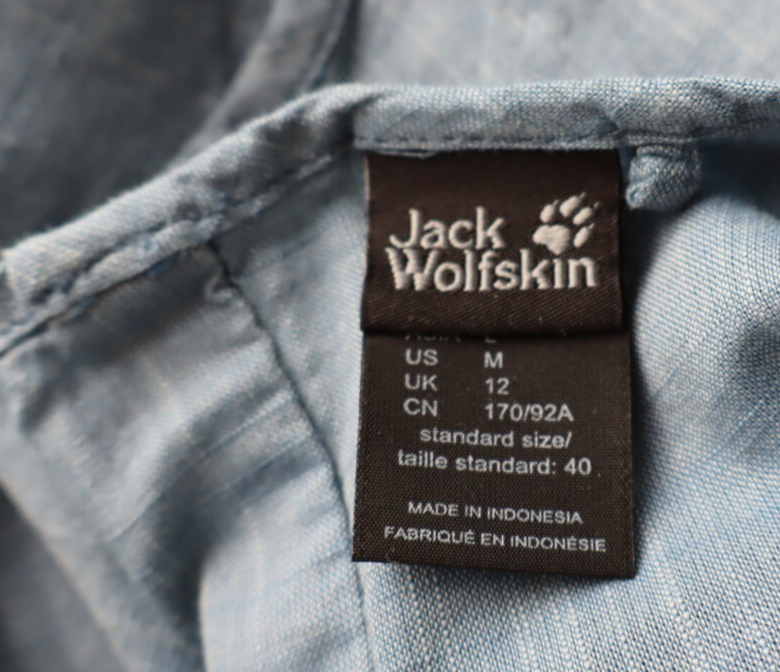 Jack
Wolfskin
ASIA L
US M
UK 12
CN 170/92A
standard size/
taille standard: 40
MADE IN INDONESIA
FABRIQUÉ EN INDONÉSIE